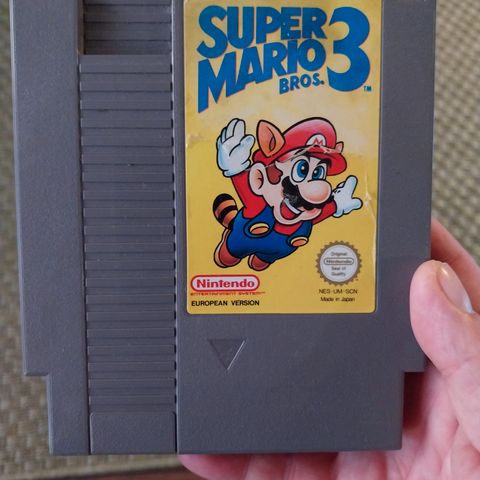 SUPER
MARIO 3
BROS. TM
Original
Nintendo
Seal of
Quality
Nintendo
ENTERTAINMENT SYSTEM
EUROPEAN VERSION
NES-UM-SCN
Made in Japan